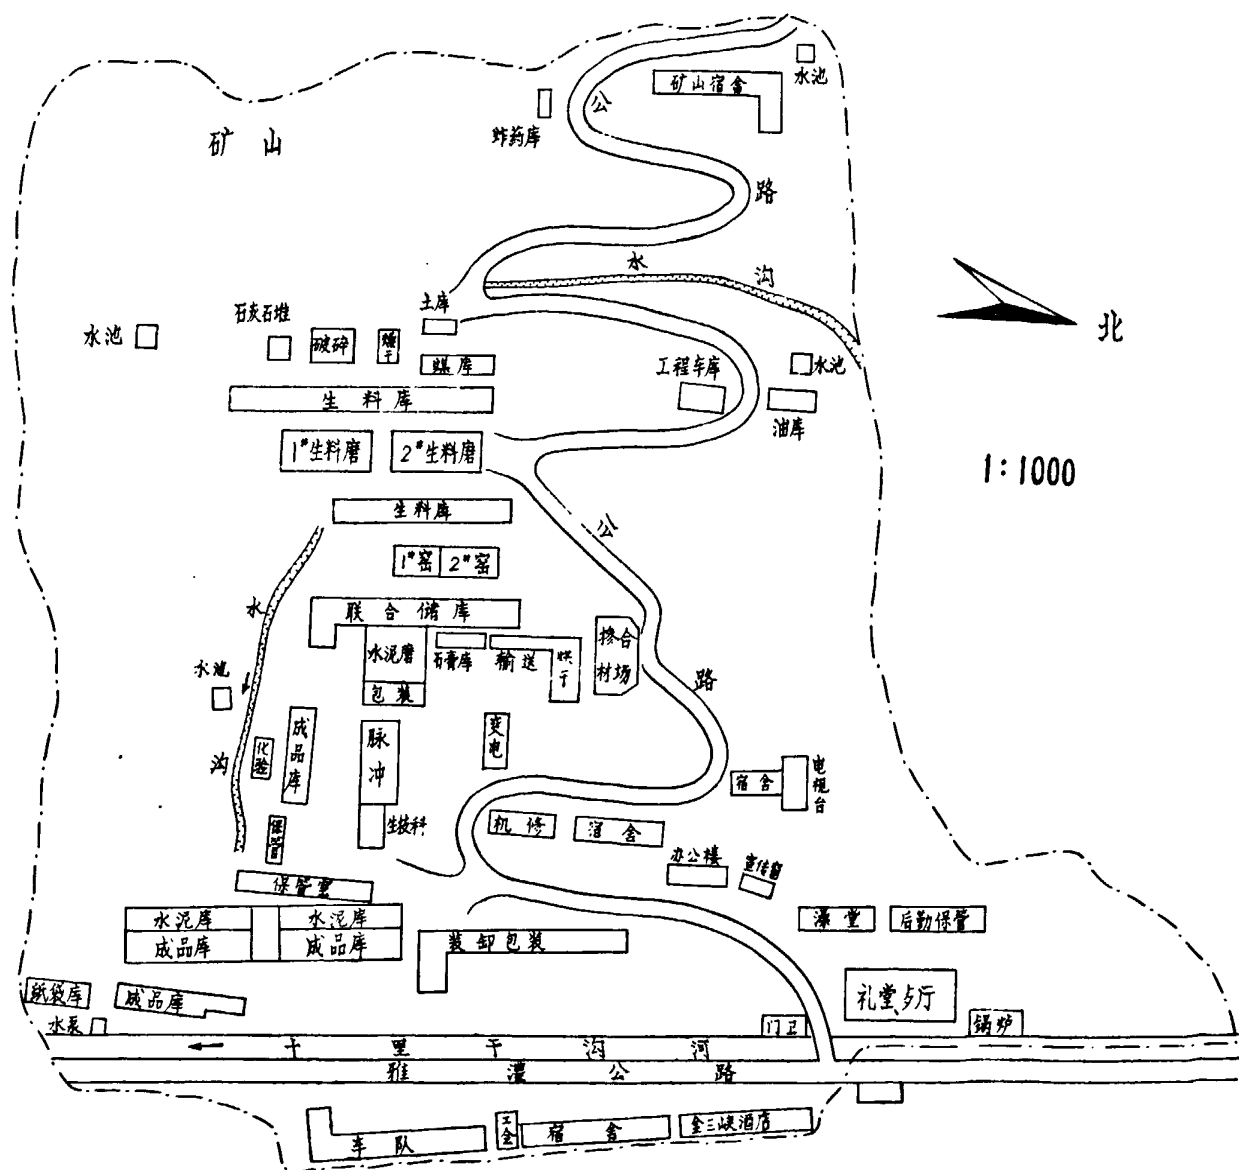 水池
矿山宿舍
公
炸药库
矿山
路
水
沟
土库
石灰石堆
水池
破碎
烘干
煤库
工程车库
水池
北
生料库
油库
1#生料磨
2#生料磨
1:1000
生料库
公
1#窑
2#窑
水
联合储库
掺合
材场
水泥磨
石膏库
输送
烘干
水池
包装
路
成品库
脉冲
变电
沟
化验
宿舍
电视台
保管
生技科
机修
宿舍
办公楼
宣传窗
保管室
水泥库
水泥库
澡堂
后勤保管
成品库
成品库
装卸包装
纸袋库
成品库
礼堂歺厅
水泵
门卫
锅炉
十里干沟河
雅灌公路
车队
工会
宿舍
金三峡酒店